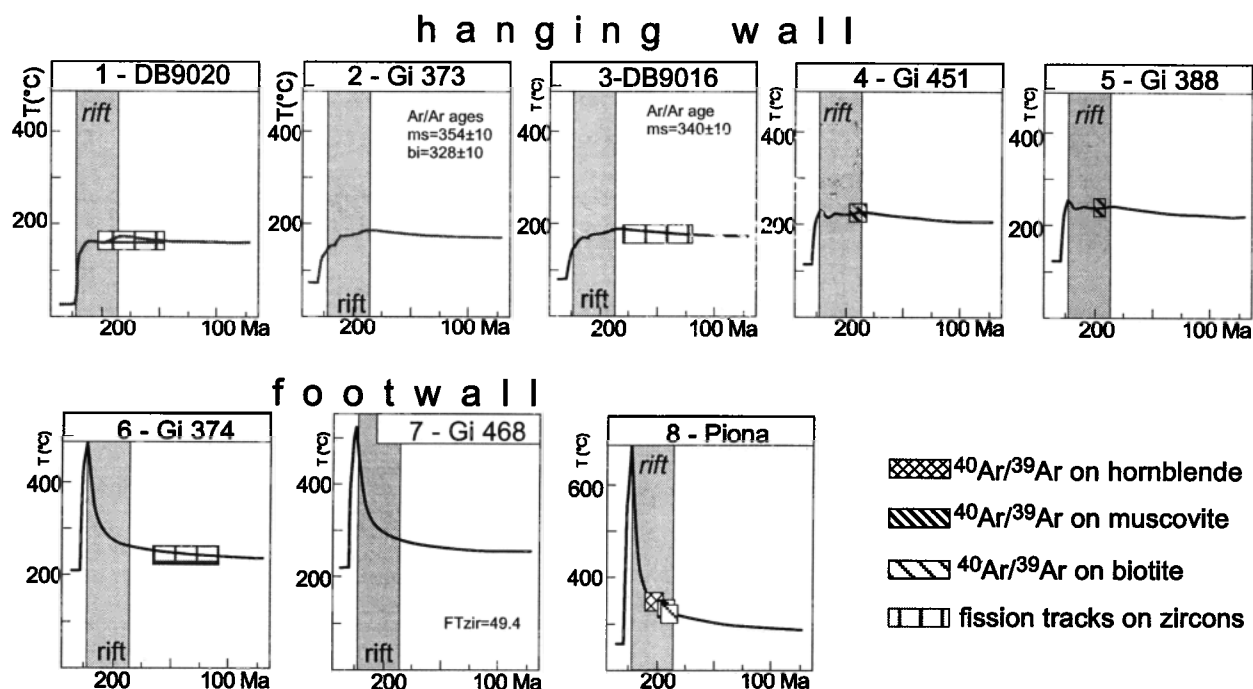 hanging wall
1 - DB9020
T(°C)
400
200
rift
200
100 Ma
2 - Gi 373
400
200
Ar/Ar ages
ms=354±10
bi=328±10
rift
200
100 Ma
3-DB9016
400
200
Ar/Ar age
ms=340±10
rift
200
100 Ma
4 - Gi 451
T(°C)
400
200
rift
200
100 Ma
5 - Gi 388
T(°C)
400
200
rift
200
100 Ma
footwall
6 - Gi 374
T (°C)
400
200
rift
200
100 Ma
7 - Gi 468
T (°C)
400
200
FTzir=49.4
rift
200
100 Ma
8 - Piona
T (°C)
600
400
rift
200
100 Ma
40Ar/39Ar on hornblende
40Ar/39Ar on muscovite
40Ar/39Ar on biotite
fission tracks on zircons